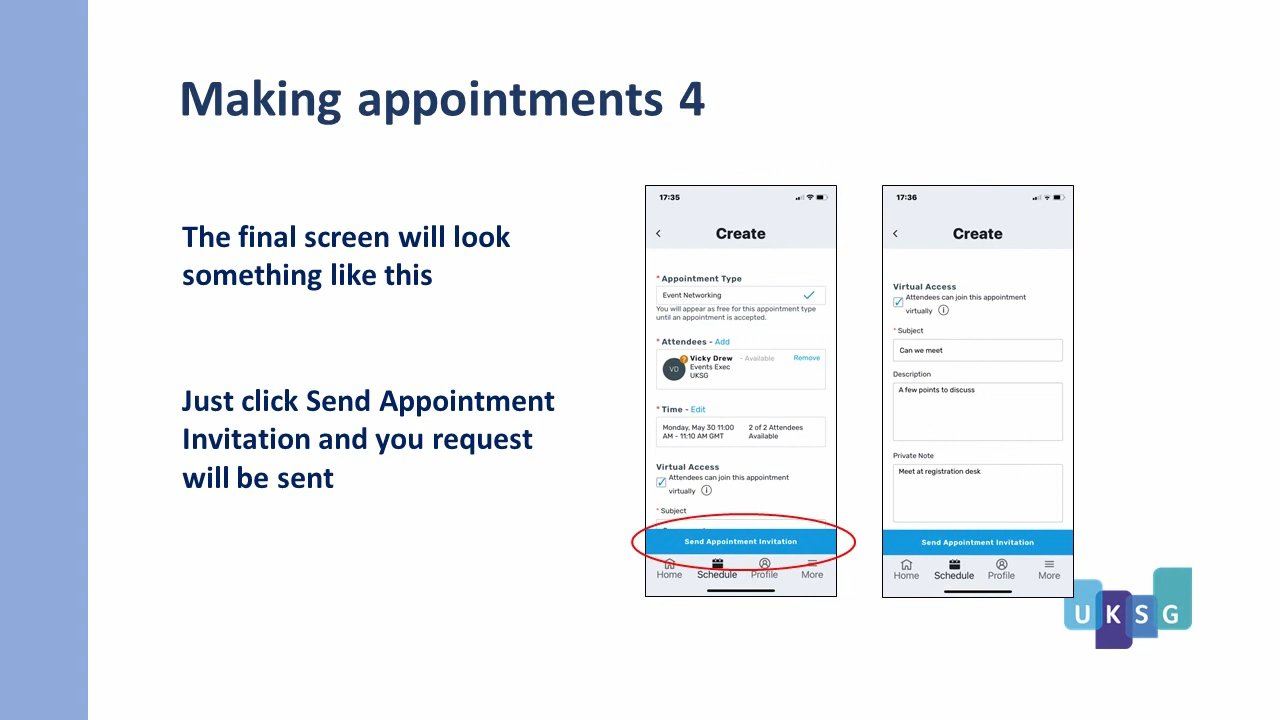 Making appointments 4
The final screen will look
something like this
Just click Send Appointment
Invitation and you request
will be sent
17:35
Create
* Appointment Type
Event Networking
You will appear as free for this appointment type
until an appointment is accepted.
* Attendees - Add
VD
?
Vicky Drew - Available Remove
Events Exec
UKSG
* Time - Edit
Monday, May 30 11:00
AM - 11:10 AM GMT
2 of 2 Attendees
Available
Virtual Access
Attendees can join this appointment
virtually i
* Subject
Send Appointment Invitation
Home Schedule Profile More
17:36
Create
Virtual Access
Attendees can join this appointment
virtually i
* Subject
Can we meet
Description
A few points to discuss
Private Note
Meet at registration desk
Send Appointment Invitation
Home Schedule Profile More
UKSG